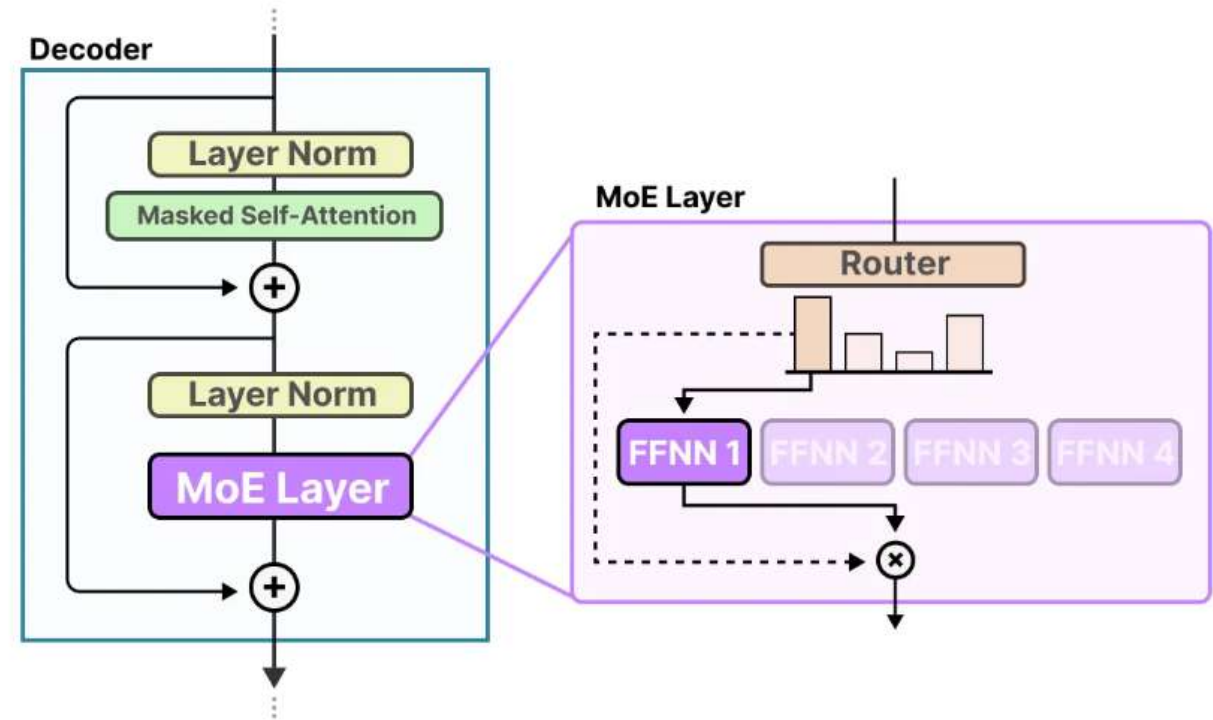 Decoder
Layer Norm
Masked Self-Attention
+
Layer Norm
MoE Layer
+
MoE Layer
Router
FFNN 1
FFNN 2
FFNN 3
FFNN 4
×